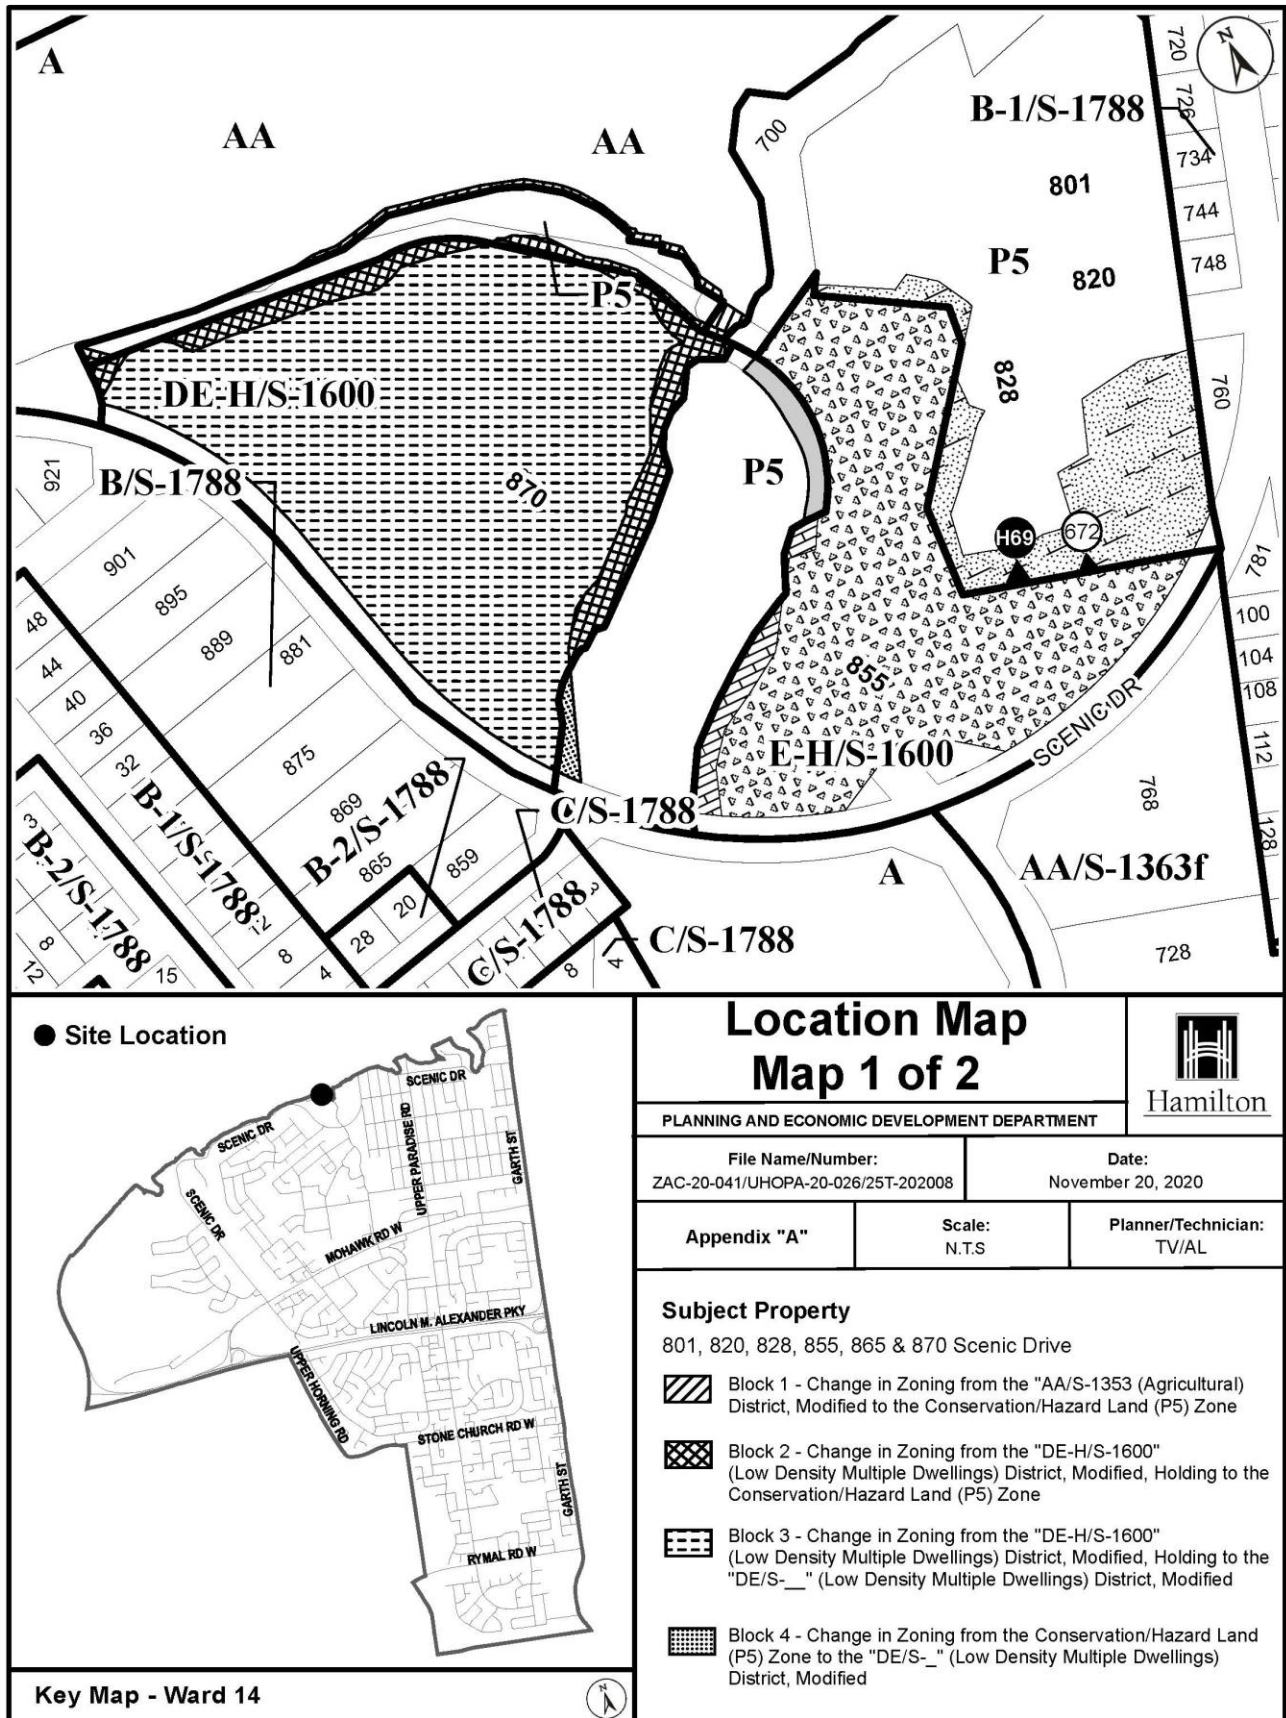 A
AA
AA
700
B-1/S-1788
N
720
726
734
744
748
760
801
P5
820
828
P5
DE-H/S-1600
870
P5
B/S-1788
921
901
895
889
881
875
869
865
859
20
28
48
44
40
36
32
B-1/S-1788
B-2/S-1788
B-2/S-1788
3
8
12
15
8
4
C/S-1788
C/S-1788
3
8
4
C/S-1788
H69
672
855
E-H/S-1600
SCENIC DR
781
100
104
108
112
128
768
A
AA/S-1363f
728
Site Location
SCENIC DR
SCENIC DR
SCENIC DR
UPPER PARADISE RD
GARTH ST
MOHAWK RD W
LINCOLN M. ALEXANDER PKY
UPPER HORNING RD
STONE CHURCH RD W
GARTH ST
RYMAL RD W
Key Map - Ward 14
N
Location Map
Map 1 of 2
Hamilton
PLANNING AND ECONOMIC DEVELOPMENT DEPARTMENT
File Name/Number:
ZAC-20-041/UHOPA-20-026/25T-202008
Date:
November 20, 2020
Appendix "A"
Scale:
N.T.S
Planner/Technician:
TV/AL
Subject Property
801, 820, 828, 855, 865 & 870 Scenic Drive
Block 1 - Change in Zoning from the "AA/S-1353 (Agricultural)
District, Modified to the Conservation/Hazard Land (P5) Zone
Block 2 - Change in Zoning from the "DE-H/S-1600"
(Low Density Multiple Dwellings) District, Modified, Holding to the
Conservation/Hazard Land (P5) Zone
Block 3 - Change in Zoning from the "DE-H/S-1600"
(Low Density Multiple Dwellings) District, Modified, Holding to the
"DE/S-__" (Low Density Multiple Dwellings) District, Modified
Block 4 - Change in Zoning from the Conservation/Hazard Land
(P5) Zone to the "DE/S-_" (Low Density Multiple Dwellings)
District, Modified